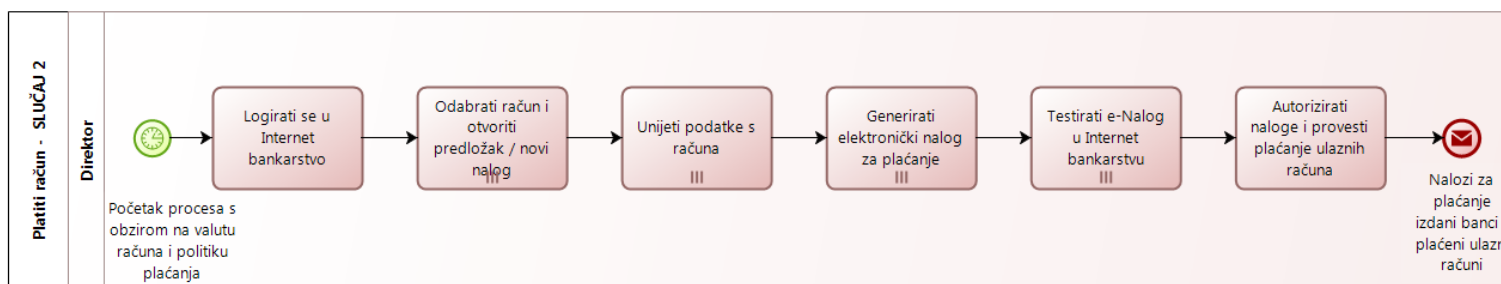 Platiti račun - SLUČAJ 2
Direktor
Početak procesa s
obzirom na valutu
računa i politiku
plaćanja
Logirati se u
Internet
bankarstvo
Odabrati račun i
otvoriti
predložak / novi
nalog
Unijeti podatke s
računa
Generirati
elektronički nalog
za plaćanje
Testirati e-Nalog
u Internet
bankarstvu
Autorizirati
naloge i provesti
plaćanje ulaznih
računa
Nalozi za
plaćanje
izdani banci
plaćeni
računi